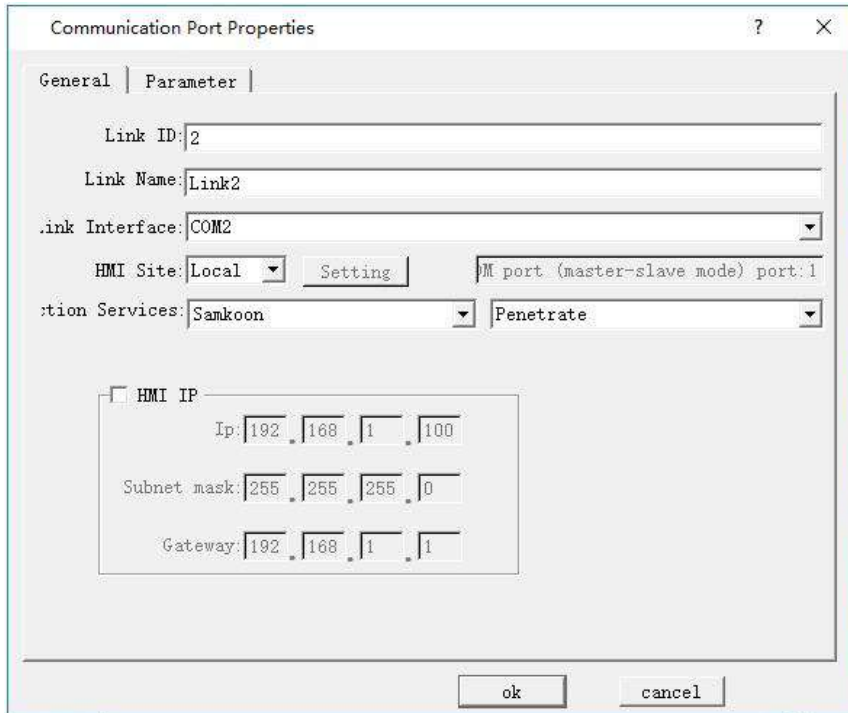 Communication Port Properties ? X
General Parameter
Link ID: 2
Link Name: Link2
ink Interface: COM2
HMI Site: Local Setting M port (master-slave mode) port:1
tion Services: Samkoon Penetrate
HMI IP
Ip: 192 . 168 . 1 . 100
Subnet mask: 255 . 255 . 255 . 0
Gateway: 192 . 168 . 1 . 1
ok cancel